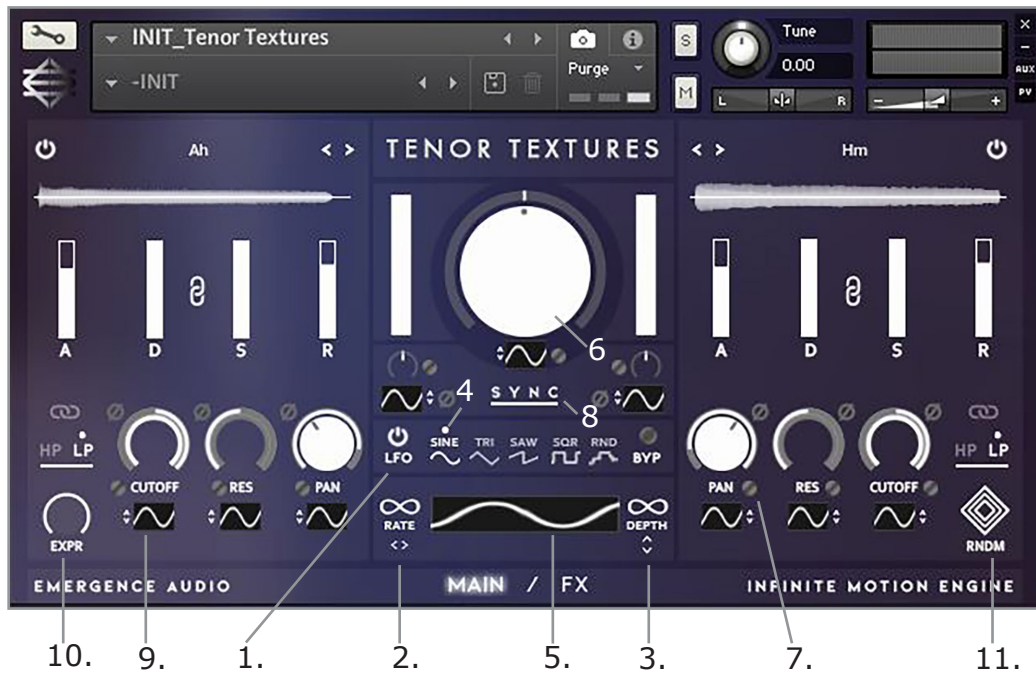 INIT_Tenor Textures
S
Tune
0.00
×
–
AUX
PV
-INIT
Purge
M
L
R
-
+
Ah
< >
TENOR TEXTURES
< >
Hm
A
D
S
R
A
D
S
R
6
4
SYNC
8
HP LP
CUTOFF
RES
PAN
LFO
SINE
TRI
SAW
SQR
RND
BYP
PAN
RES
CUTOFF
HP LP
EXPR
RATE
< >
DEPTH
RNDM
EMERGENCE AUDIO
MAIN / FX
INFINITE MOTION ENGINE
10.
9.
1.
2.
5.
3.
7.
11.